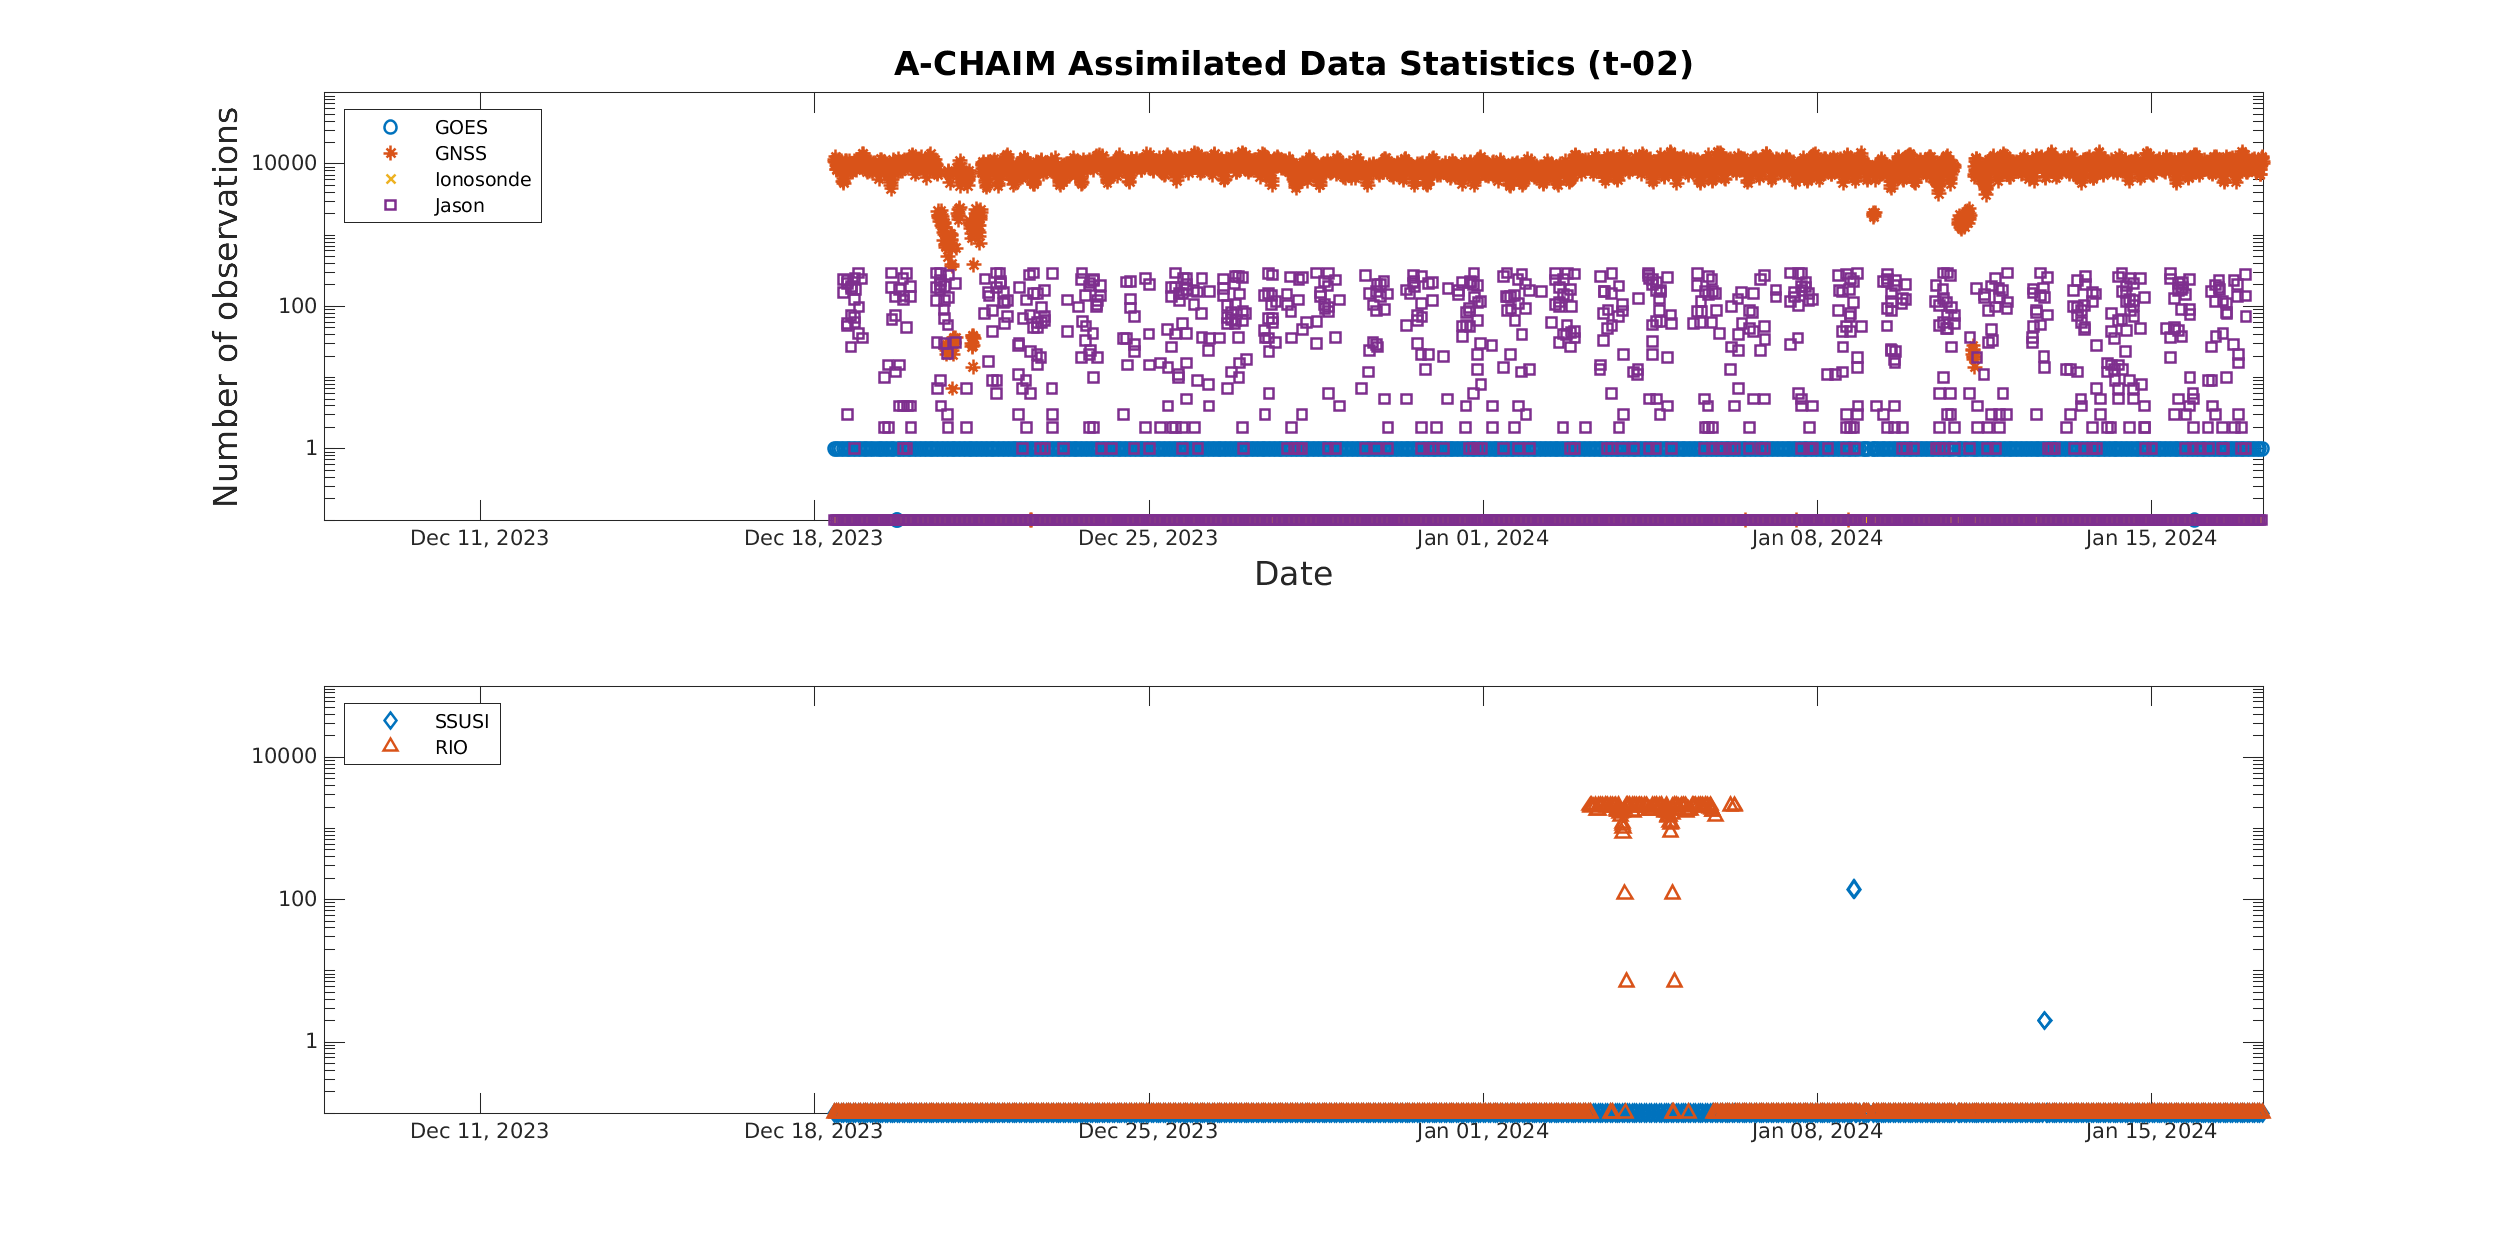 A-CHAIM Assimilated Data Statistics (t-02)
Number of observations
GOES
GNSS
Ionosonde
Jason
10000
100
1
Dec 11, 2023
Dec 18, 2023
Dec 25, 2023
Jan 01, 2024
Jan 08, 2024
Jan 15, 2024
Date
SSUSI
RIO
10000
100
1
Dec 11, 2023
Dec 18, 2023
Dec 25, 2023
Jan 01, 2024
Jan 08, 2024
Jan 15, 2024